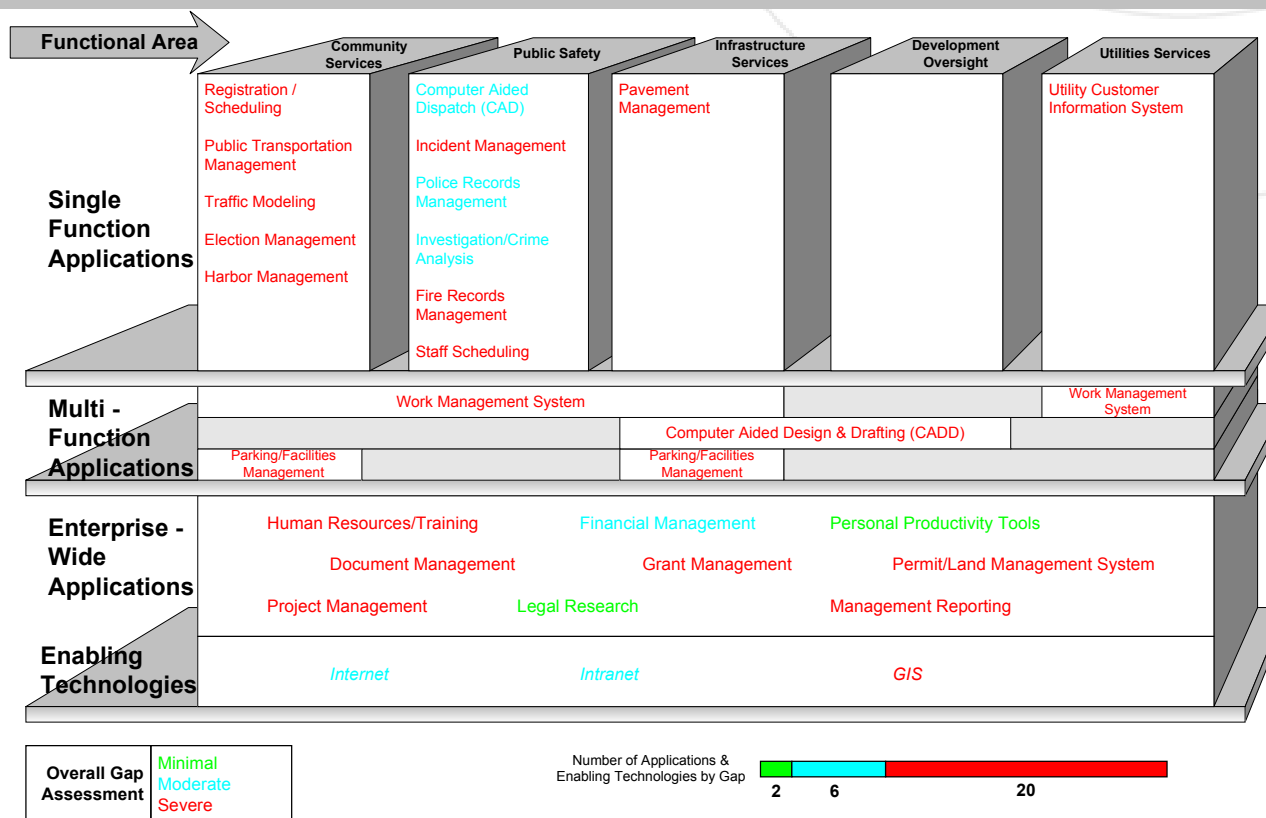 Functional Area
Community
Services
Public Safety
Infrastructure
Services
Development
Oversight
Utilities Services
Single
Function
Applications
Registration /
Scheduling
Public Transportation
Management
Traffic Modeling
Election Management
Harbor Management
Computer Aided
Dispatch (CAD)
Incident Management
Police Records
Management
Investigation/Crime
Analysis
Fire Records
Management
Staff Scheduling
Pavement
Management
Utility Customer
Information System
Multi -
Function
Applications
Work Management System
Work Management
System
Computer Aided Design & Drafting (CADD)
Parking/Facilities
Management
Parking/Facilities
Management
Enterprise -
Wide
Applications
Human Resources/Training
Financial Management
Personal Productivity Tools
Document Management
Grant Management
Permit/Land Management System
Project Management
Legal Research
Management Reporting
Enabling
Technologies
Internet
Intranet
GIS
Overall Gap
Assessment
Minimal
Moderate
Severe
Number of Applications &
Enabling Technologies by Gap
2
6
20